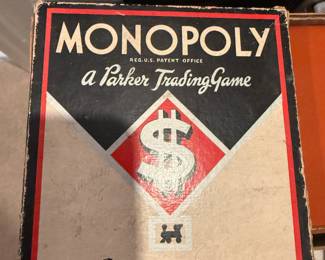 MONOPOLY
REG. U.S. PATENT OFFICE
A Parker Trading Game
$